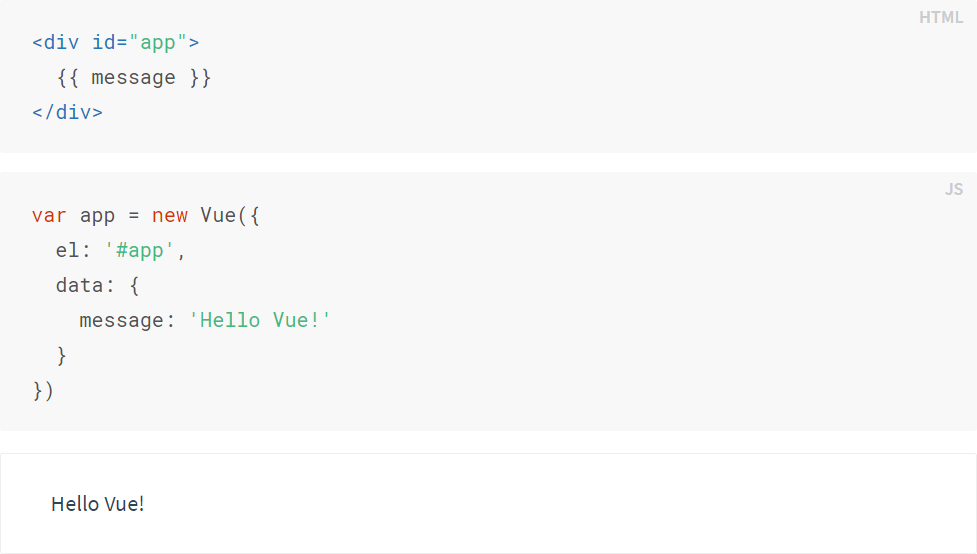 HTML
<div id="app">
  {{ message }}
</div>
JS
var app = new Vue({
  el: '#app',
  data: {
    message: 'Hello Vue!'
  }
})
Hello Vue!